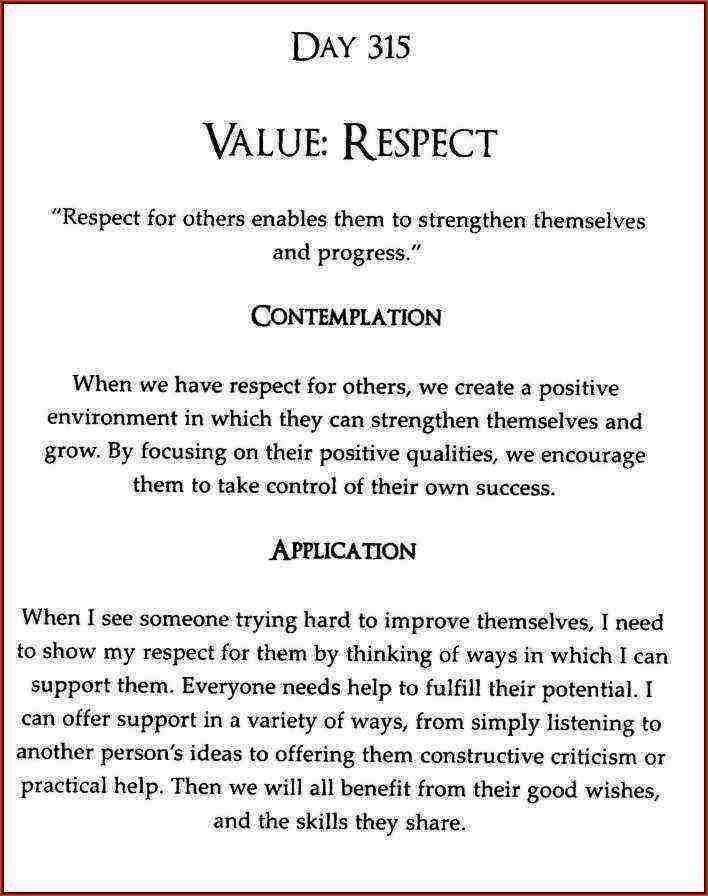 DAY 315
VALUE: RESPECT
"Respect for others enables them to strengthen themselves
and progress."
CONTEMPLATION
When we have respect for others, we create a positive
environment in which they can strengthen themselves and
grow. By focusing on their positive qualities, we encourage
them to take control of their own success.
APPLICATION
When I see someone trying hard to improve themselves, I need
to show my respect for them by thinking of ways in which I can
support them. Everyone needs help to fulfill their potential. I
can offer support in a variety of ways, from simply listening to
another person's ideas to offering them constructive criticism or
practical help. Then we will all benefit from their good wishes,
and the skills they share.